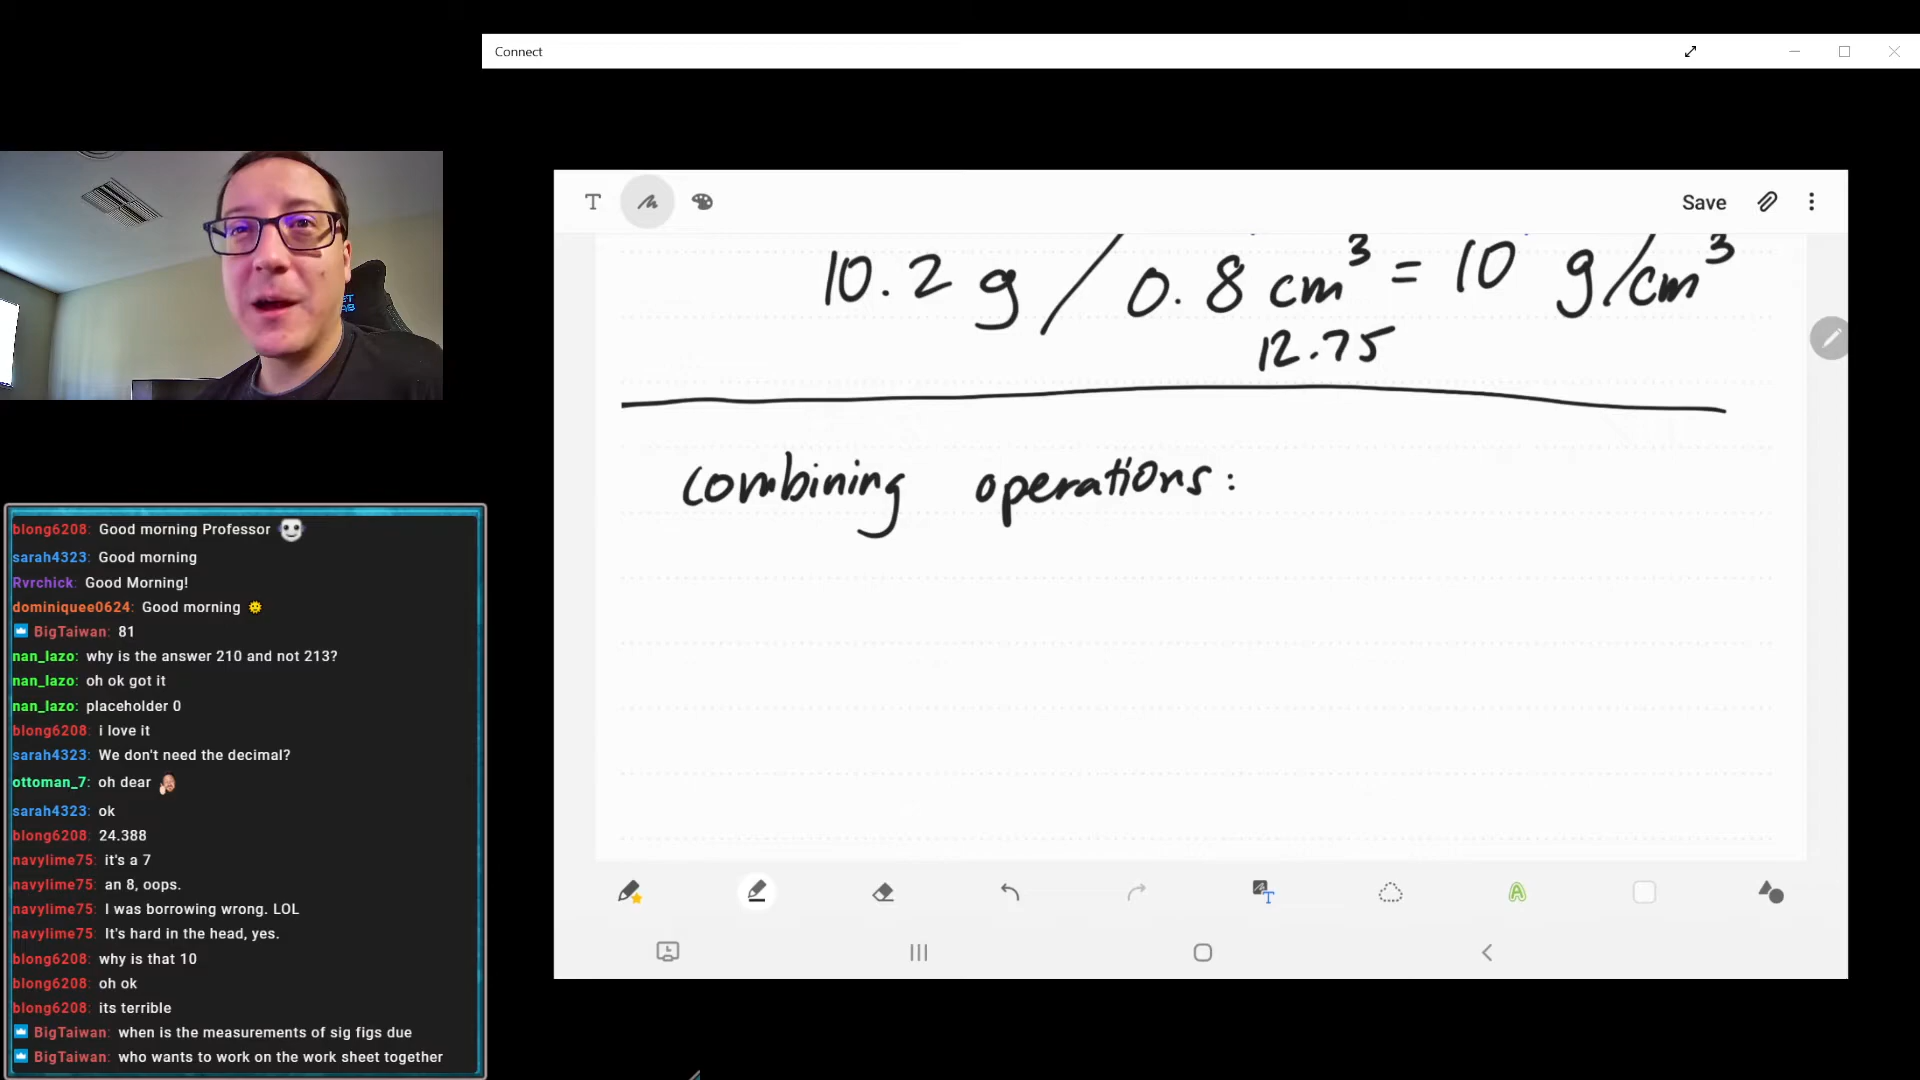 Connect
T
Save
10.2 g / 0.8 cm³ = 10 g/cm³
12.75
combining operations:
blong6208: Good morning Professor
sarah4323: Good morning
Rvrchick: Good Morning!
dominiquee0624: Good morning 🌞
BigTaiwan: 81
nan_lazo: why is the answer 210 and not 213?
nan_lazo: oh ok got it
nan_lazo: placeholder 0
blong6208: i love it
sarah4323: We don't need the decimal?
ottoman_7: oh dear
sarah4323: ok
blong6208: 24.388
navylime75: it's a 7
navylime75: an 8, oops.
navylime75: I was borrowing wrong. LOL
navylime75: It's hard in the head, yes.
blong6208: why is that 10
blong6208: oh ok
blong6208: its terrible
BigTaiwan: when is the measurements of sig figs due
BigTaiwan: who wants to work on the work sheet together